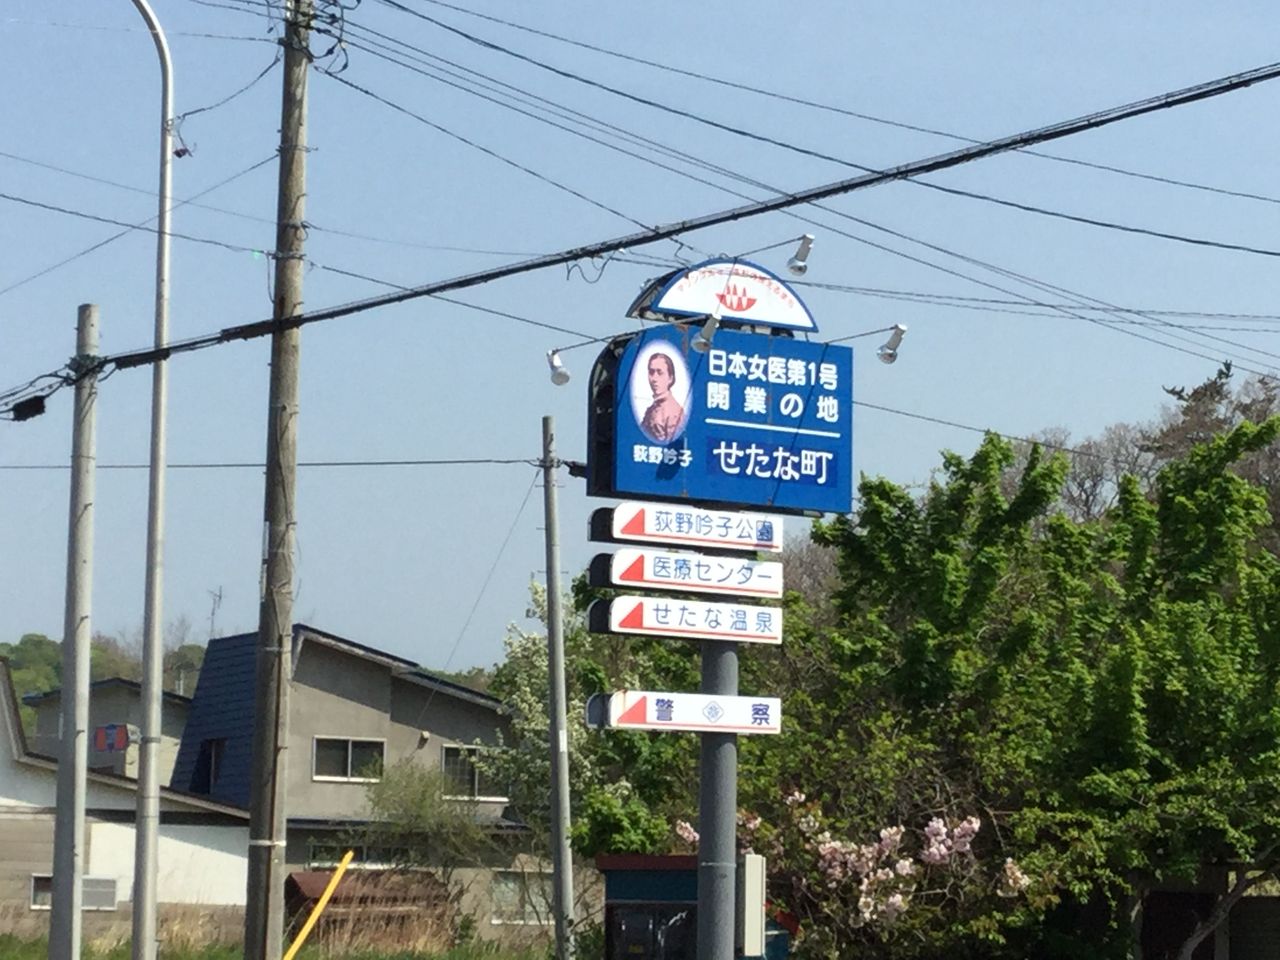 日本女医第1号
開業の地
荻野吟子
せたな町
荻野吟子公園
医療センター
せたな温泉
警察